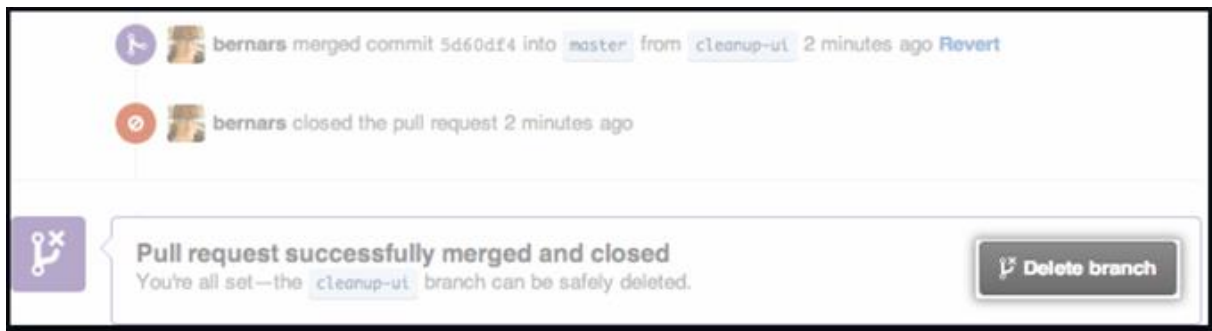 bernars merged commit 5d60df4 into master from cleanup-ui 2 minutes ago Revert
bernars closed the pull request 2 minutes ago
Pull request successfully merged and closed
You're all set—the cleanup-ui branch can be safely deleted.
Delete branch